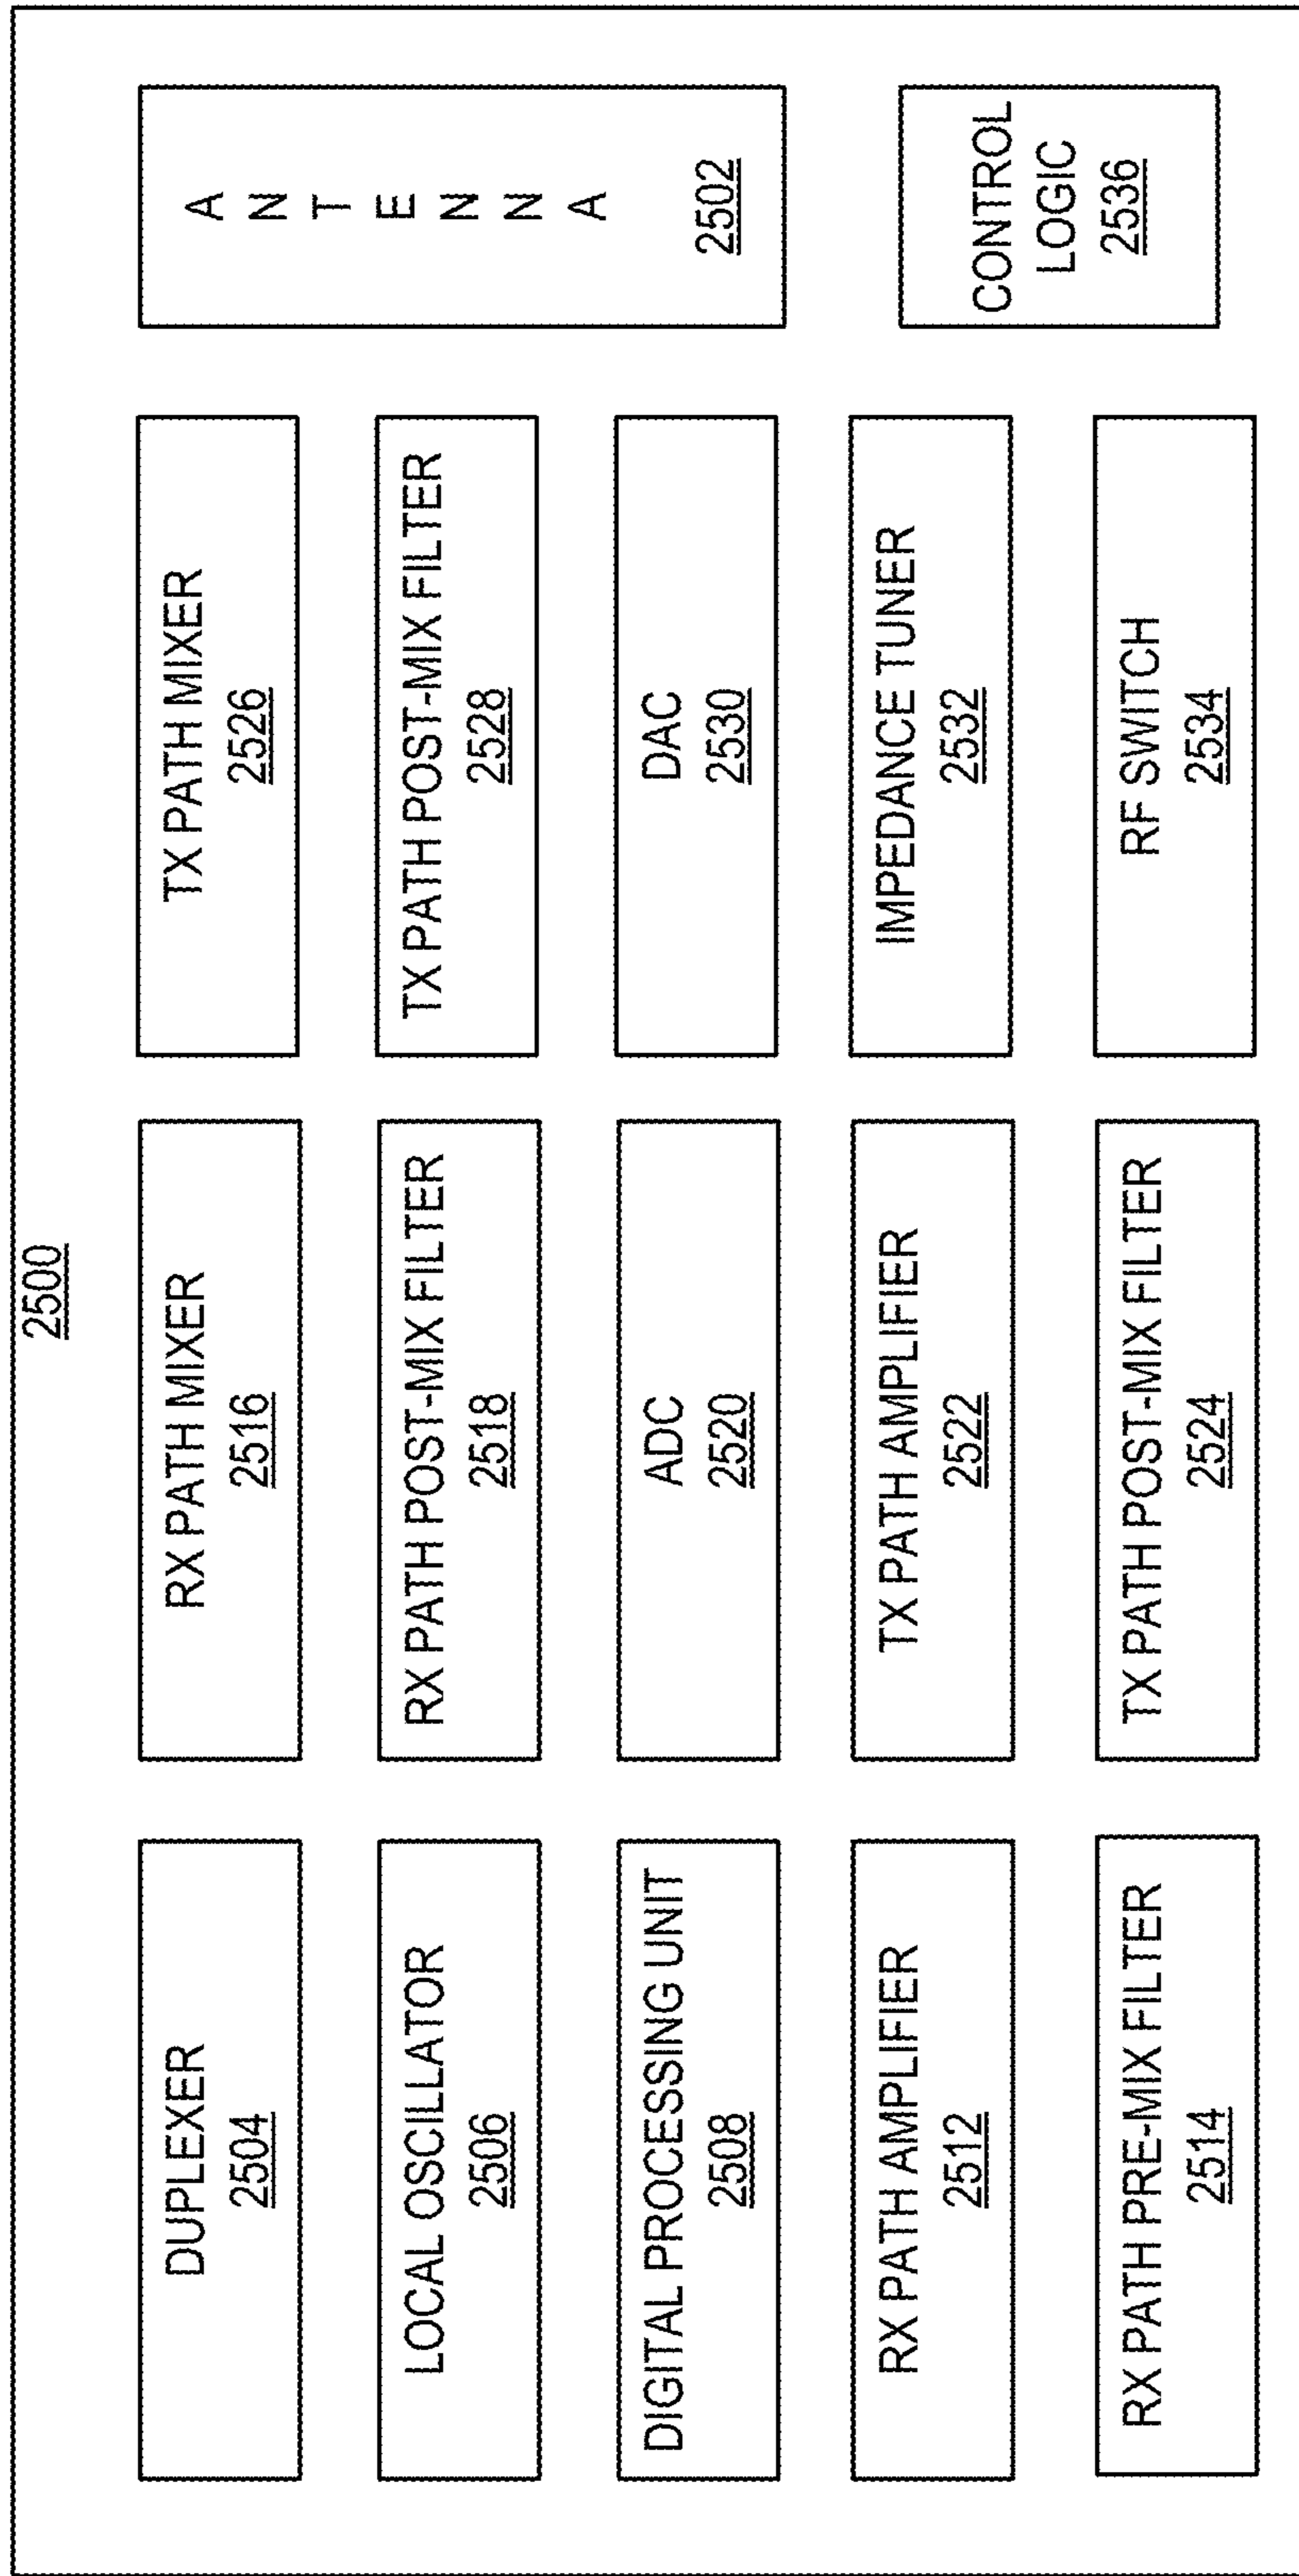 2500
DUPLEXER
2504
LOCAL OSCILLATOR
2506
DIGITAL PROCESSING UNIT
2508
RX PATH AMPLIFIER
2512
RX PATH PRE-MIX FILTER
2514
RX PATH MIXER
2516
RX PATH POST-MIX FILTER
2518
ADC
2520
TX PATH AMPLIFIER
2522
TX PATH POST-MIX FILTER
2524
TX PATH MIXER
2526
TX PATH POST-MIX FILTER
2528
DAC
2530
IMPEDANCE TUNER
2532
RF SWITCH
2534
A
N
T
E
N
N
A
2502
CONTROL
LOGIC
2536